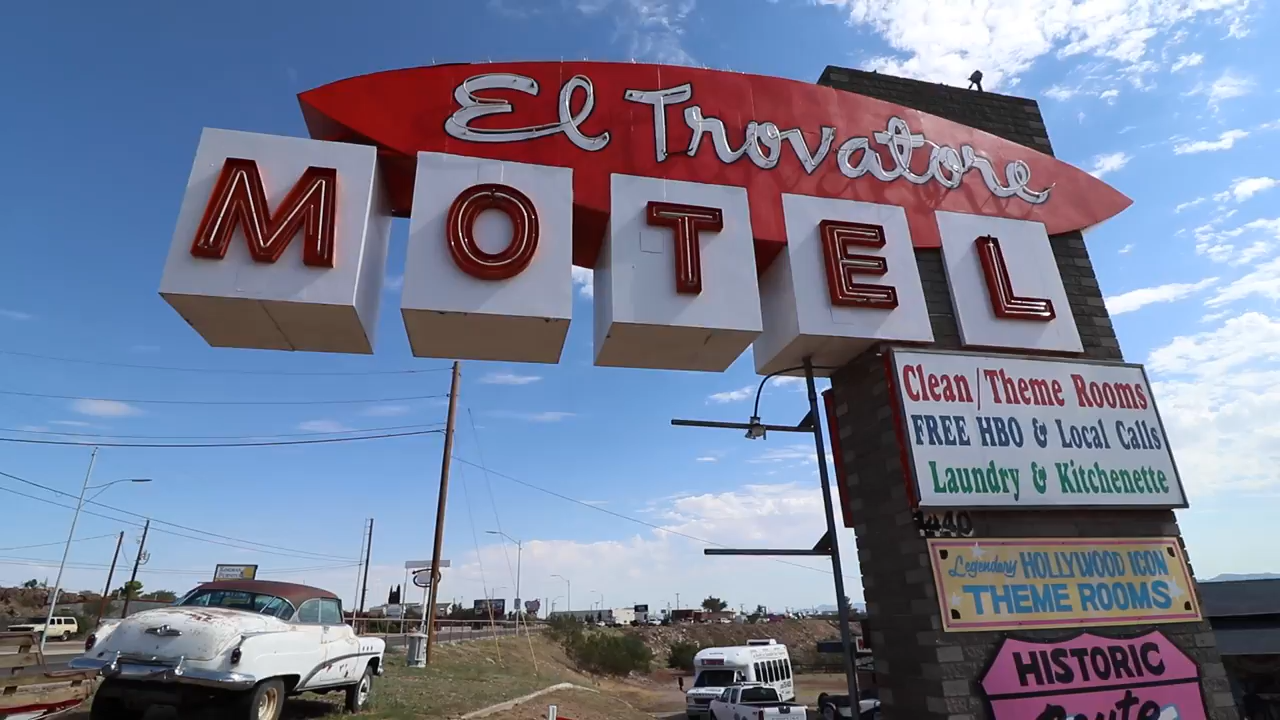 El Trovatore
MOTEL
Clean/Theme Rooms
FREE HBO & Local Calls
Laundry & Kitchenette
1440
Legendary HOLLYWOOD ICON
THEME ROOMS
HISTORIC
Route